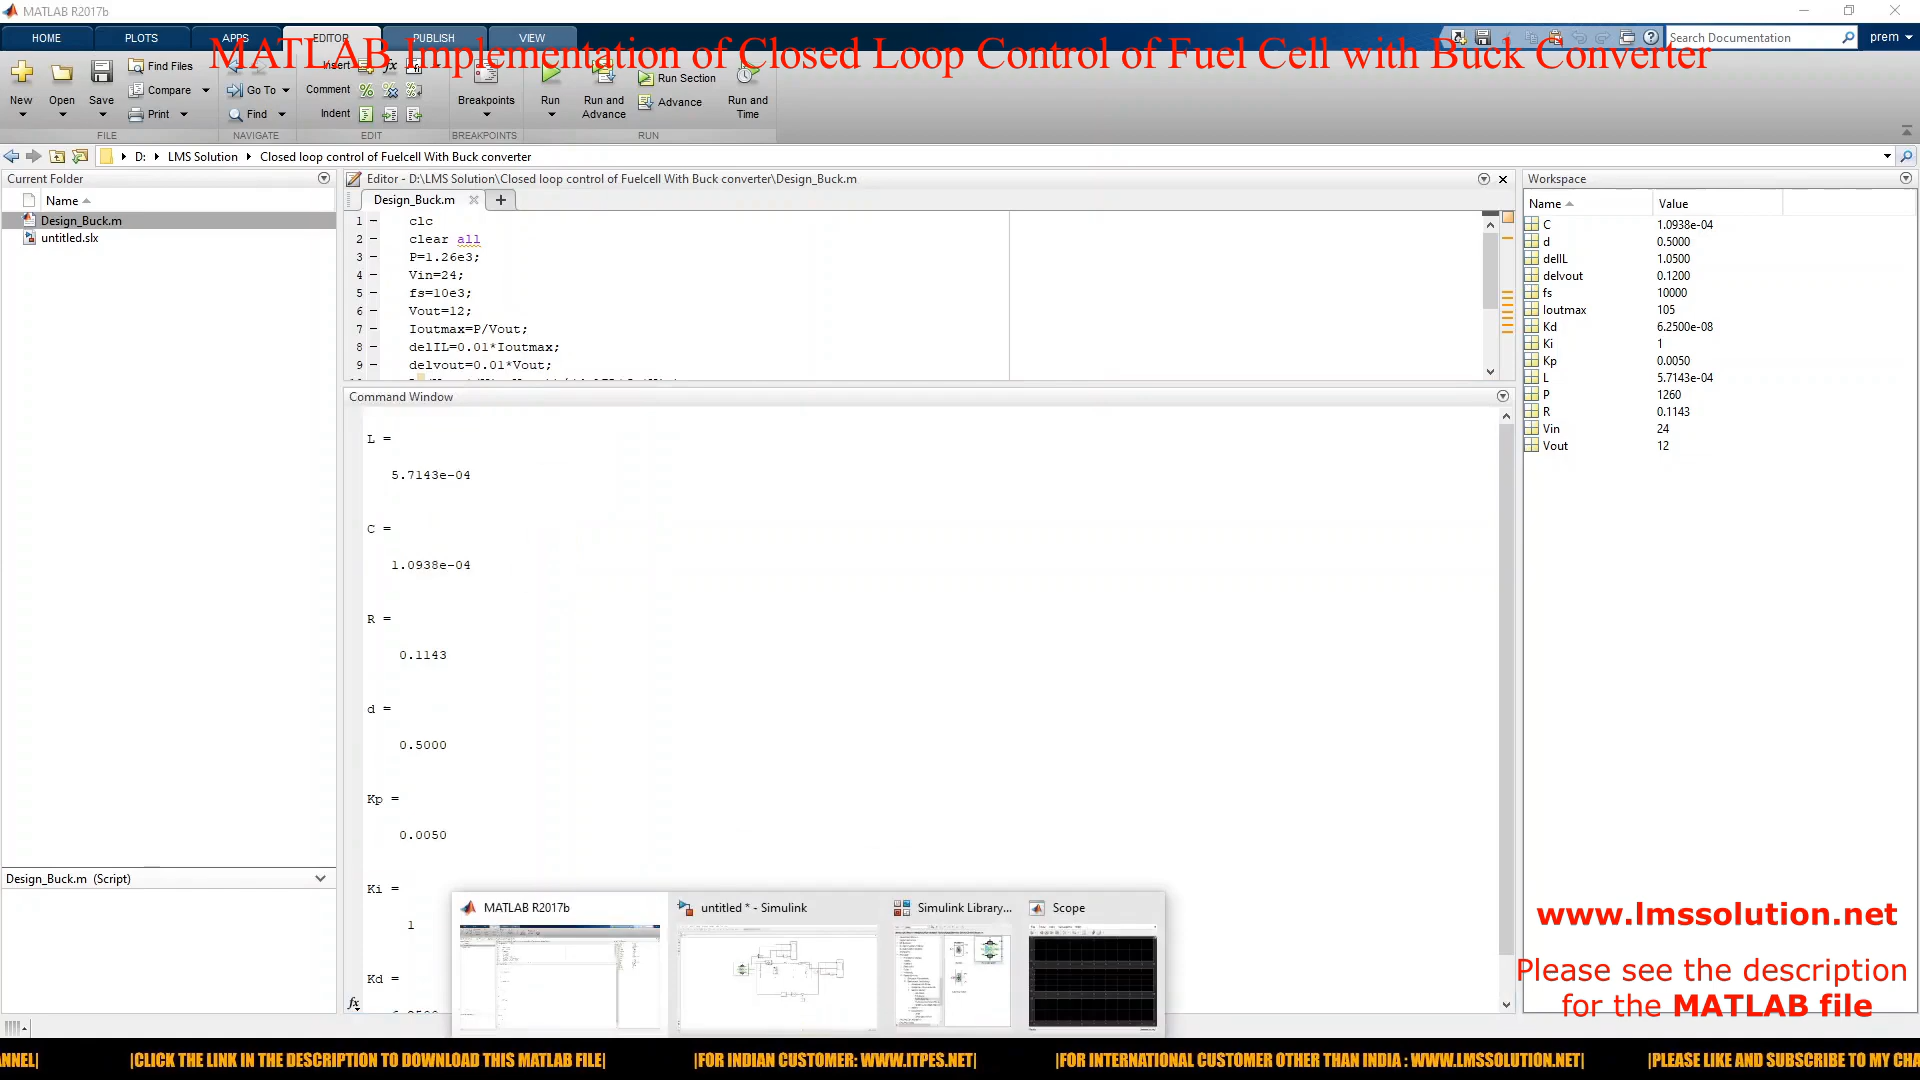 MATLAB R2017b
HOME PLOTS APPS EDITOR PUBLISH VIEW
MATLAB Implementation of Closed Loop Control of Fuel Cell with Buck Converter
Search Documentation
prem
New Open Save
Find Files
Compare
Print
Go To
Find
Insert
Comment
Indent
Breakpoints
Run
Run and Advance
Run Section
Advance
Run and Time
FILE NAVIGATE EDIT BREAKPOINTS RUN
D: LMS Solution Closed loop control of Fuelcell With Buck converter
Current Folder
Name
Design_Buck.m
untitled.slx
Design_Buck.m (Script)
Editor - D:\LMS Solution\Closed loop control of Fuelcell With Buck converter\Design_Buck.m
Design_Buck.m
1 clc
2 clear all
3 P=1.26e3;
4 Vin=24;
5 fs=10e3;
6 Vout=12;
7 Ioutmax=P/Vout;
8 delIL=0.01*Ioutmax;
9 delvout=0.01*Vout;
Command Window
L =
5.7143e-04
C =
1.0938e-04
R =
0.1143
d =
0.5000
Kp =
0.0050
Ki =
1
Kd =
fx
Workspace
Name Value
C 1.0938e-04
d 0.5000
delIL 1.0500
delvout 0.1200
fs 10000
Ioutmax 105
Kd 6.2500e-08
Ki 1
Kp 0.0050
L 5.7143e-04
P 1260
R 0.1143
Vin 24
Vout 12
MATLAB R2017b
untitled * - Simulink
Simulink Library...
Scope
www.lmssolution.net
Please see the description
for the MATLAB file
ANNEL| |CLICK THE LINK IN THE DESCRIPTION TO DOWNLOAD THIS MATLAB FILE| |FOR INDIAN CUSTOMER: WWW.ITPES.NET| |FOR INTERNATIONAL CUSTOMER OTHER THAN INDIA : WWW.LMSSOLUTION.NET| |PLEASE LIKE AND SUBSCRIBE TO MY CHA